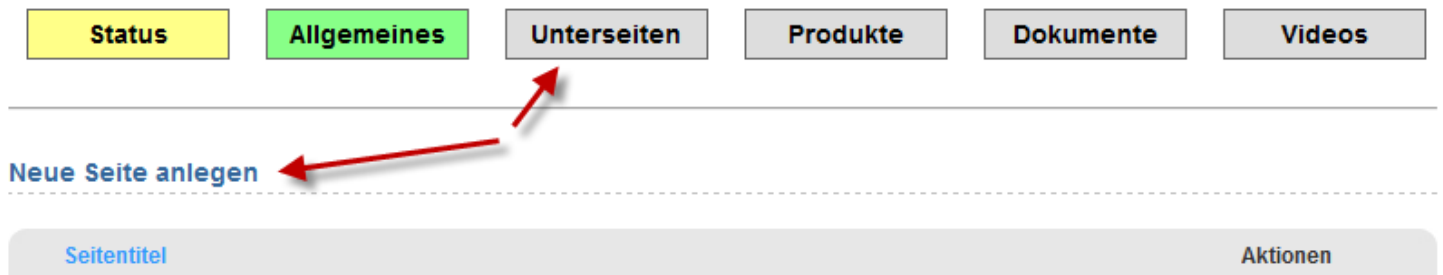 Status Allgemeines Unterseiten Produkte Dokumente Videos
Neue Seite anlegen
Seitentitel Aktionen